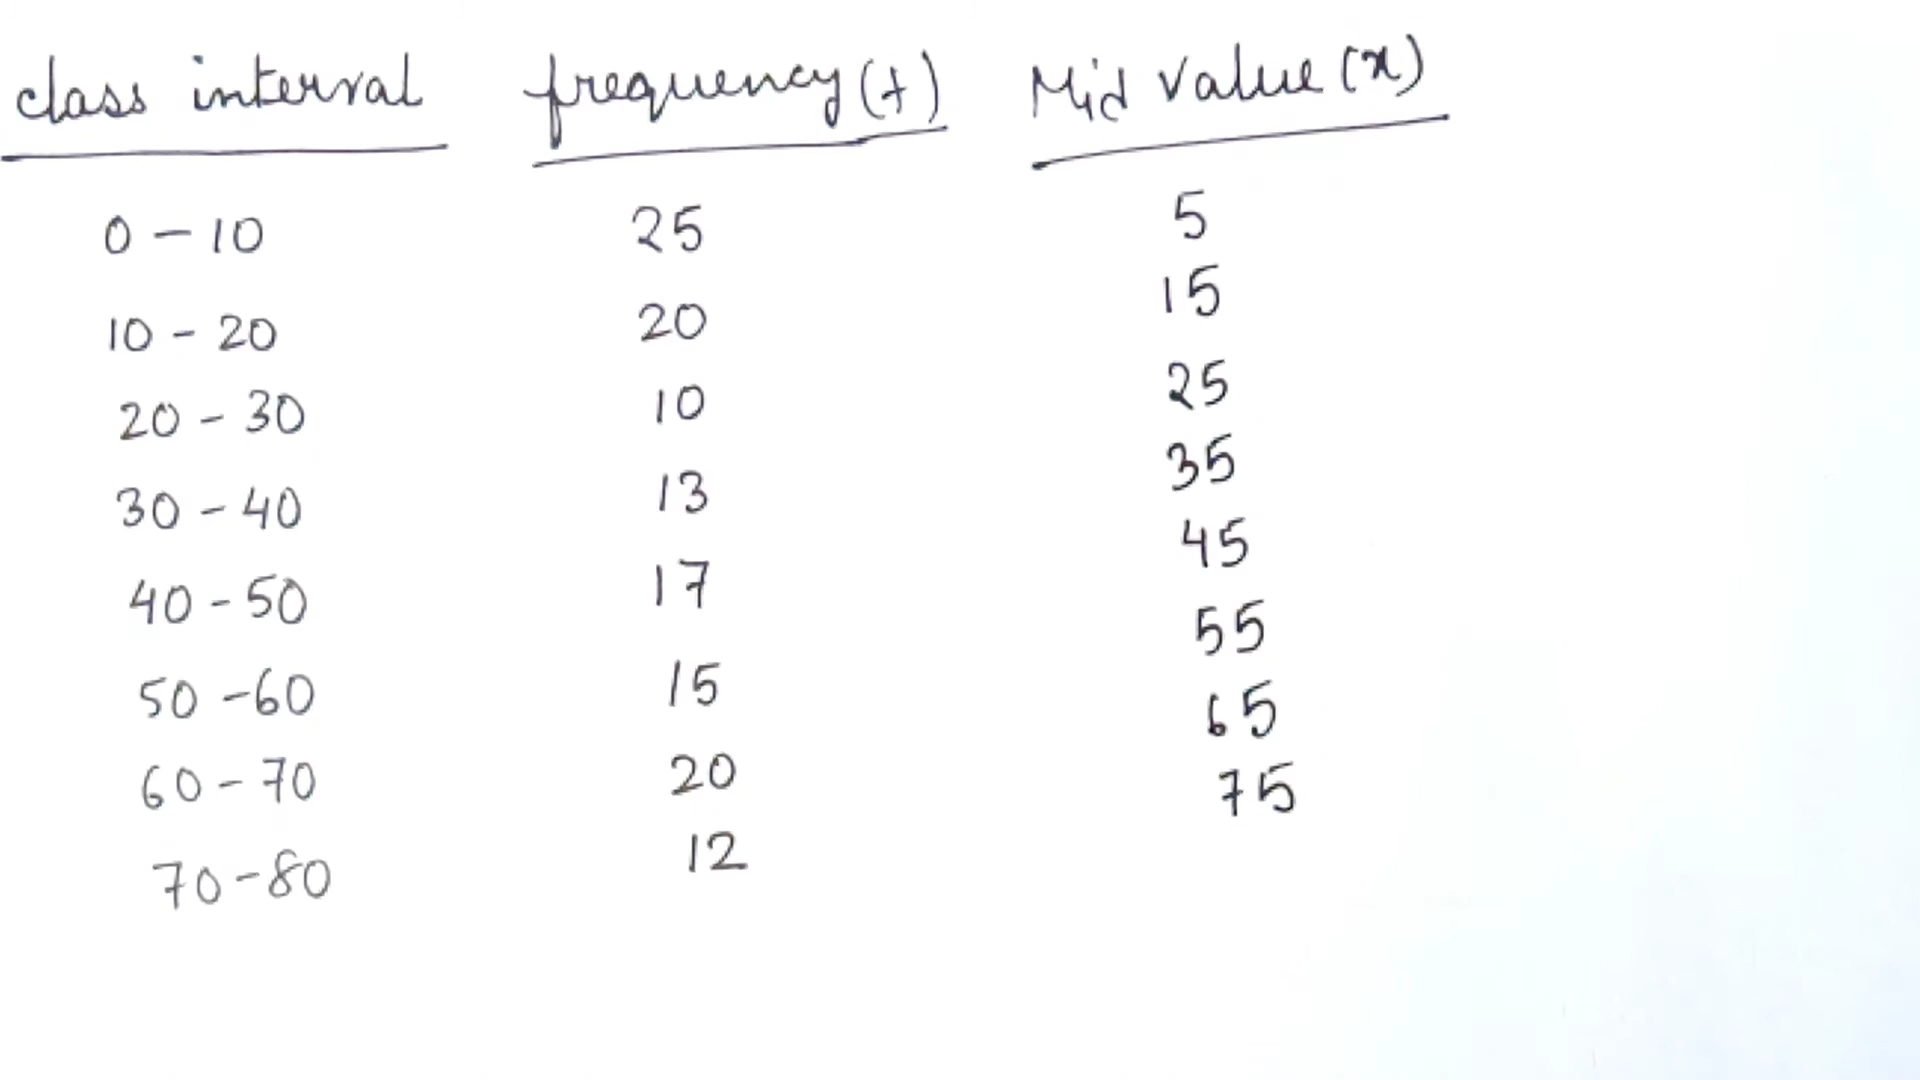 class interval frequency (f) Mid value (x)
0 - 10 25 5
10 - 20 20 15
20 - 30 10 25
30 - 40 13 35
40 - 50 17 45
50 - 60 15 55
60 - 70 20 65
70 - 80 12 75